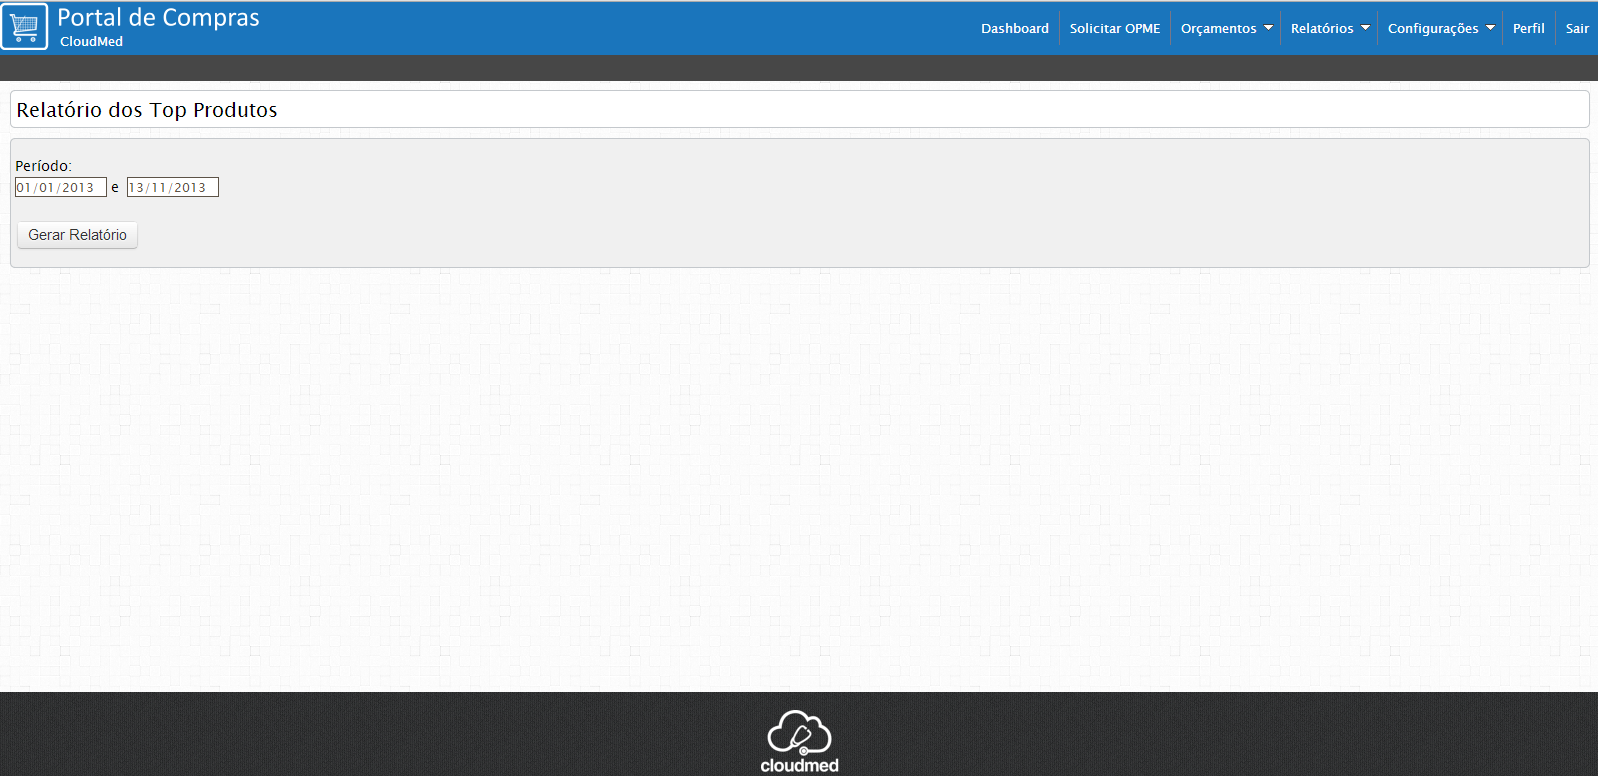 Portal de Compras
CloudMed
Dashboard Solicitar OPME Orçamentos Relatórios Configurações Perfil Sair
Relatório dos Top Produtos
Período:
01/01/2013 e 13/11/2013
Gerar Relatório
cloudmed